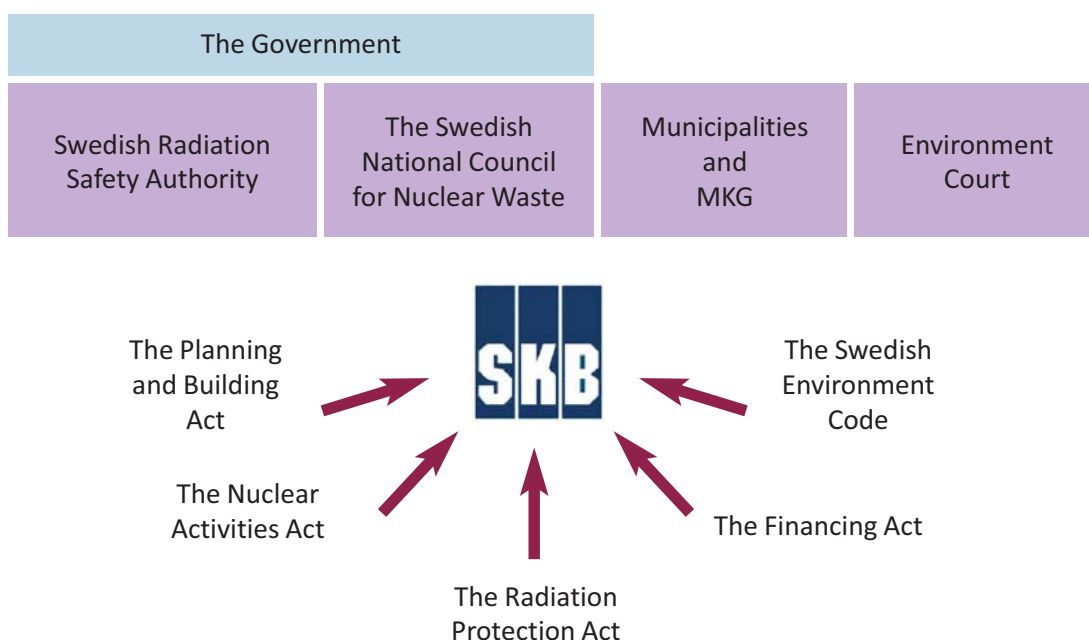 The Government
Swedish Radiation
Safety Authority
The Swedish
National Council
for Nuclear Waste
Municipalities
and
MKG
Environment
Court
SKB
The Planning
and Building
Act
The Swedish
Environment
Code
The Nuclear
Activities Act
The Financing Act
The Radiation
Protection Act